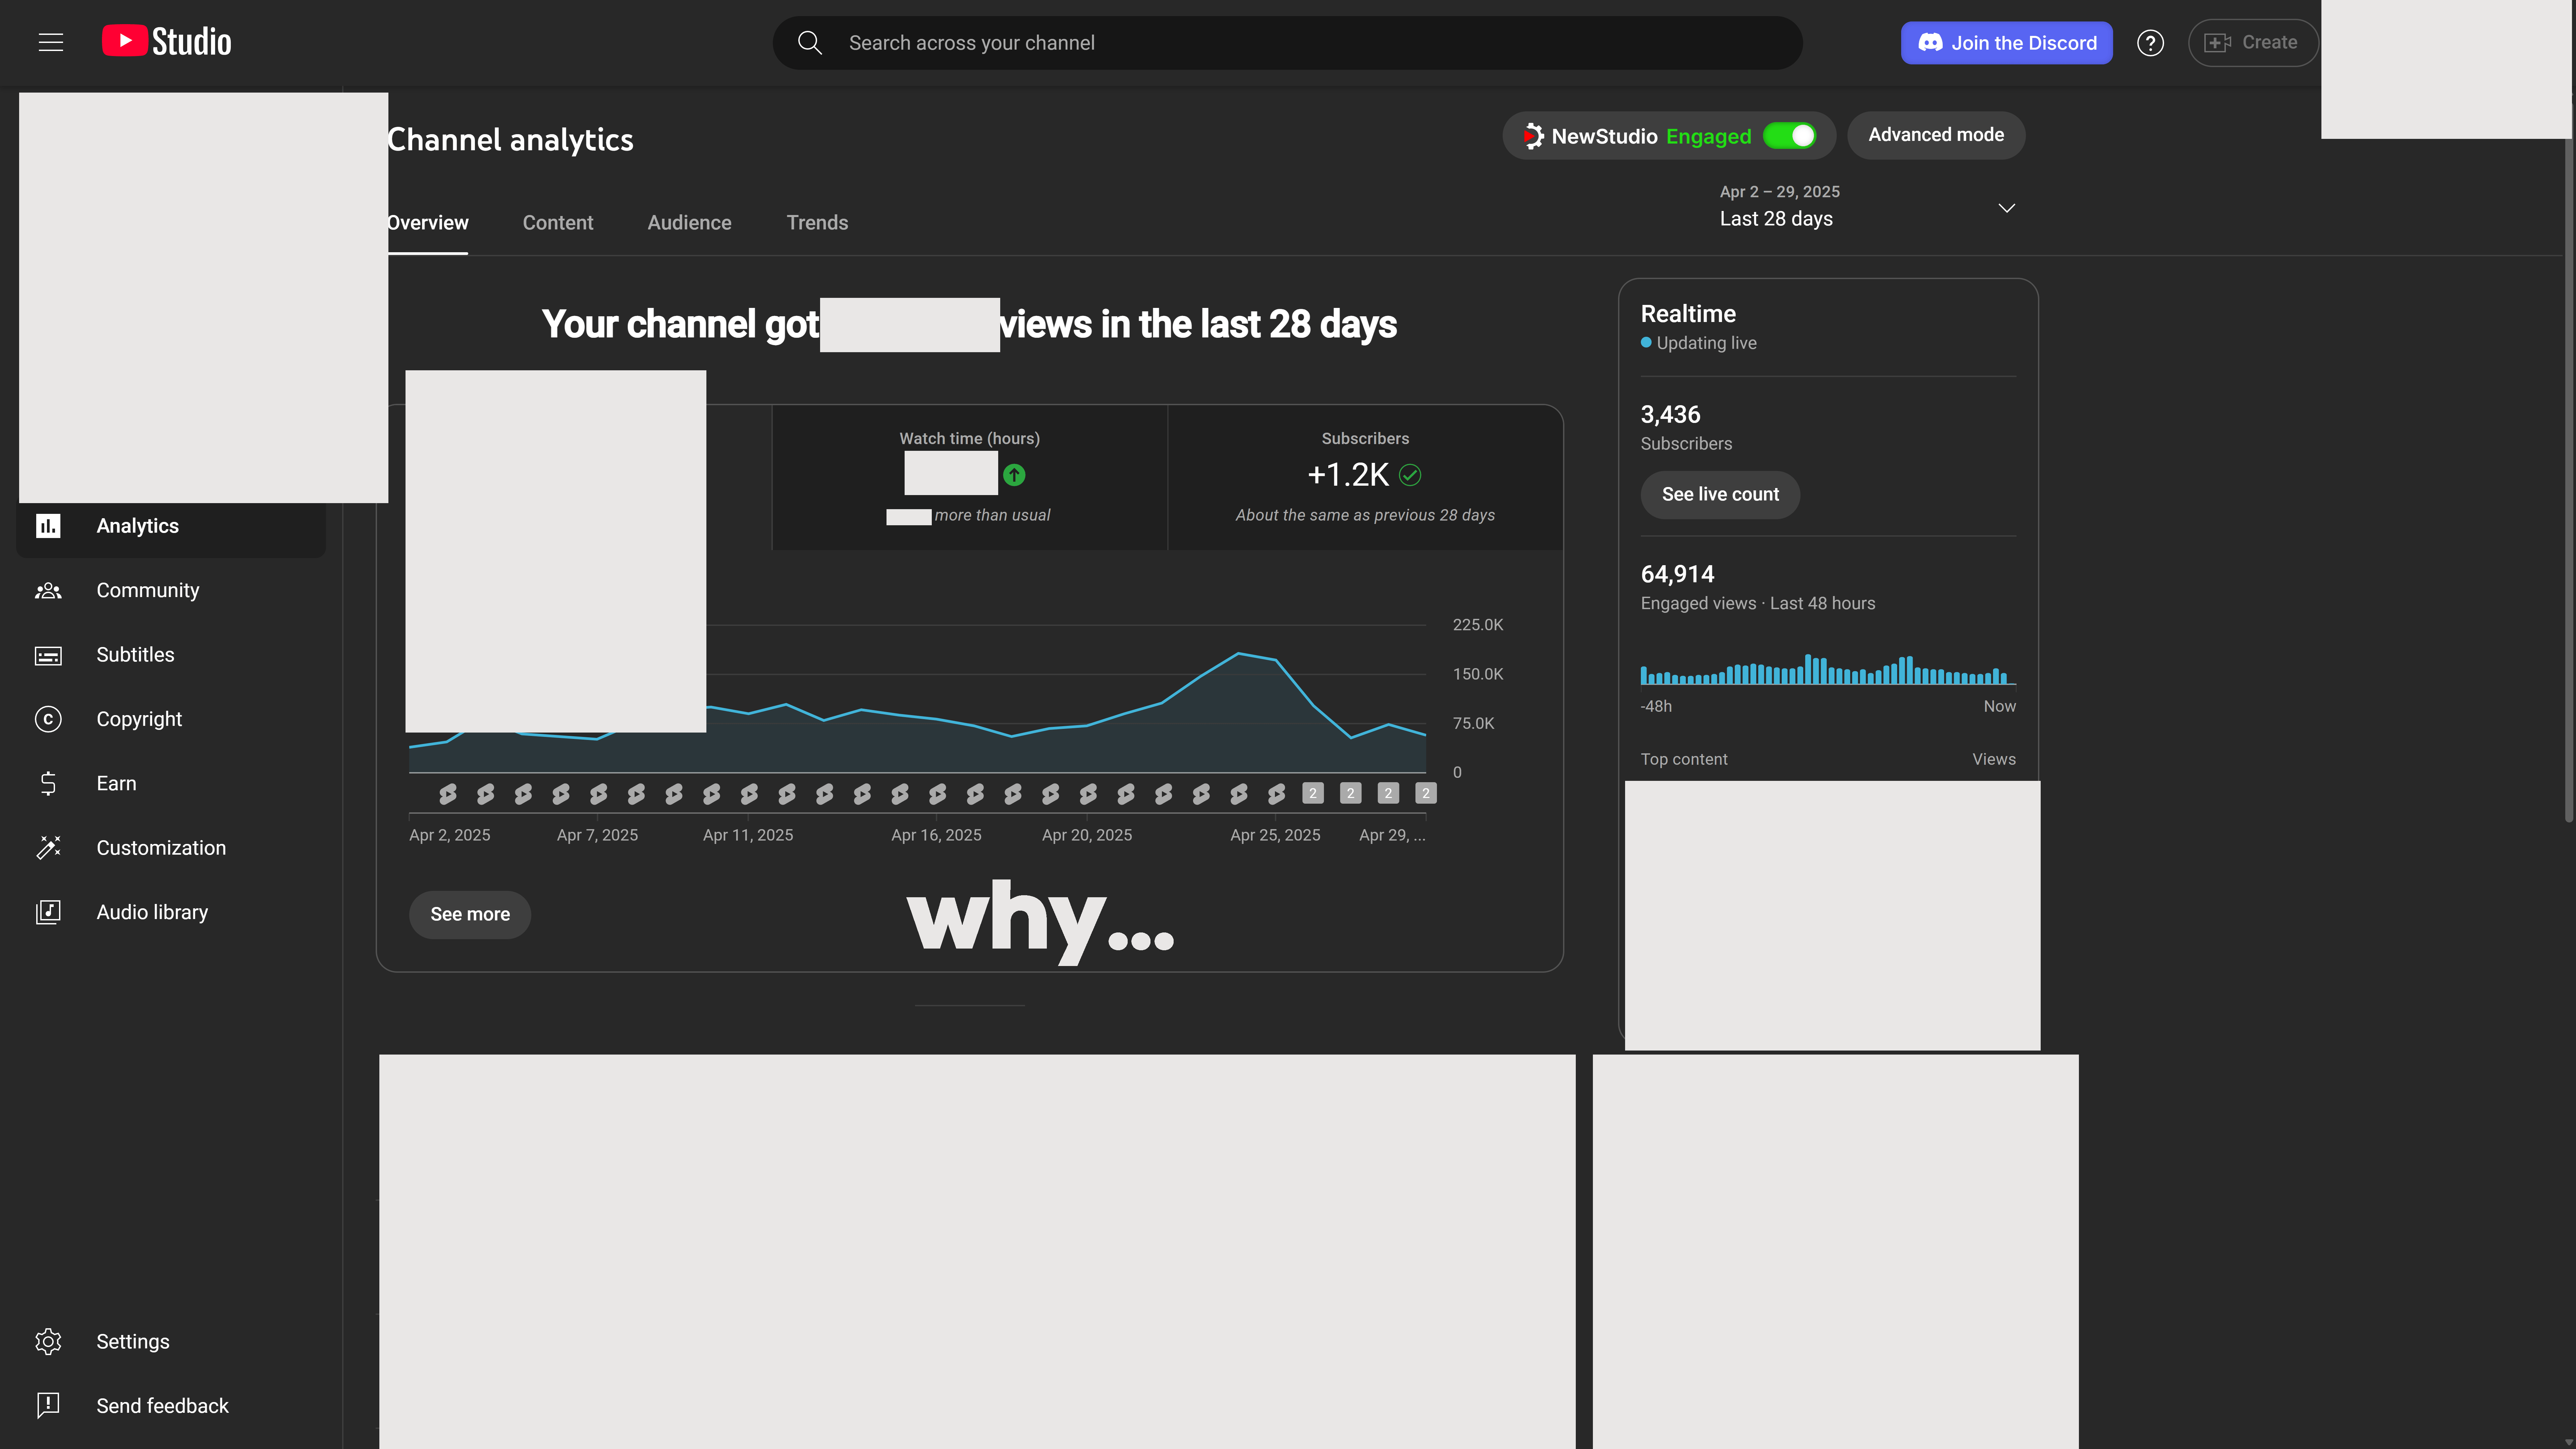 Studio
Search across your channel
Join the Discord
Create
Channel analytics
NewStudio Engaged
Advanced mode
Overview
Content
Audience
Trends
Apr 2 – 29, 2025
Last 28 days
Your channel got views in the last 28 days
Watch time (hours)
more than usual
Subscribers
+1.2K
About the same as previous 28 days
225.0K
150.0K
75.0K
0
2 2 2 2
Apr 2, 2025 Apr 7, 2025 Apr 11, 2025 Apr 16, 2025 Apr 20, 2025 Apr 25, 2025 Apr 29, ...
See more
why...
Realtime
Updating live
3,436
Subscribers
See live count
64,914
Engaged views · Last 48 hours
-48h Now
Top content Views
Analytics
Community
Subtitles
Copyright
Earn
Customization
Audio library
Settings
Send feedback